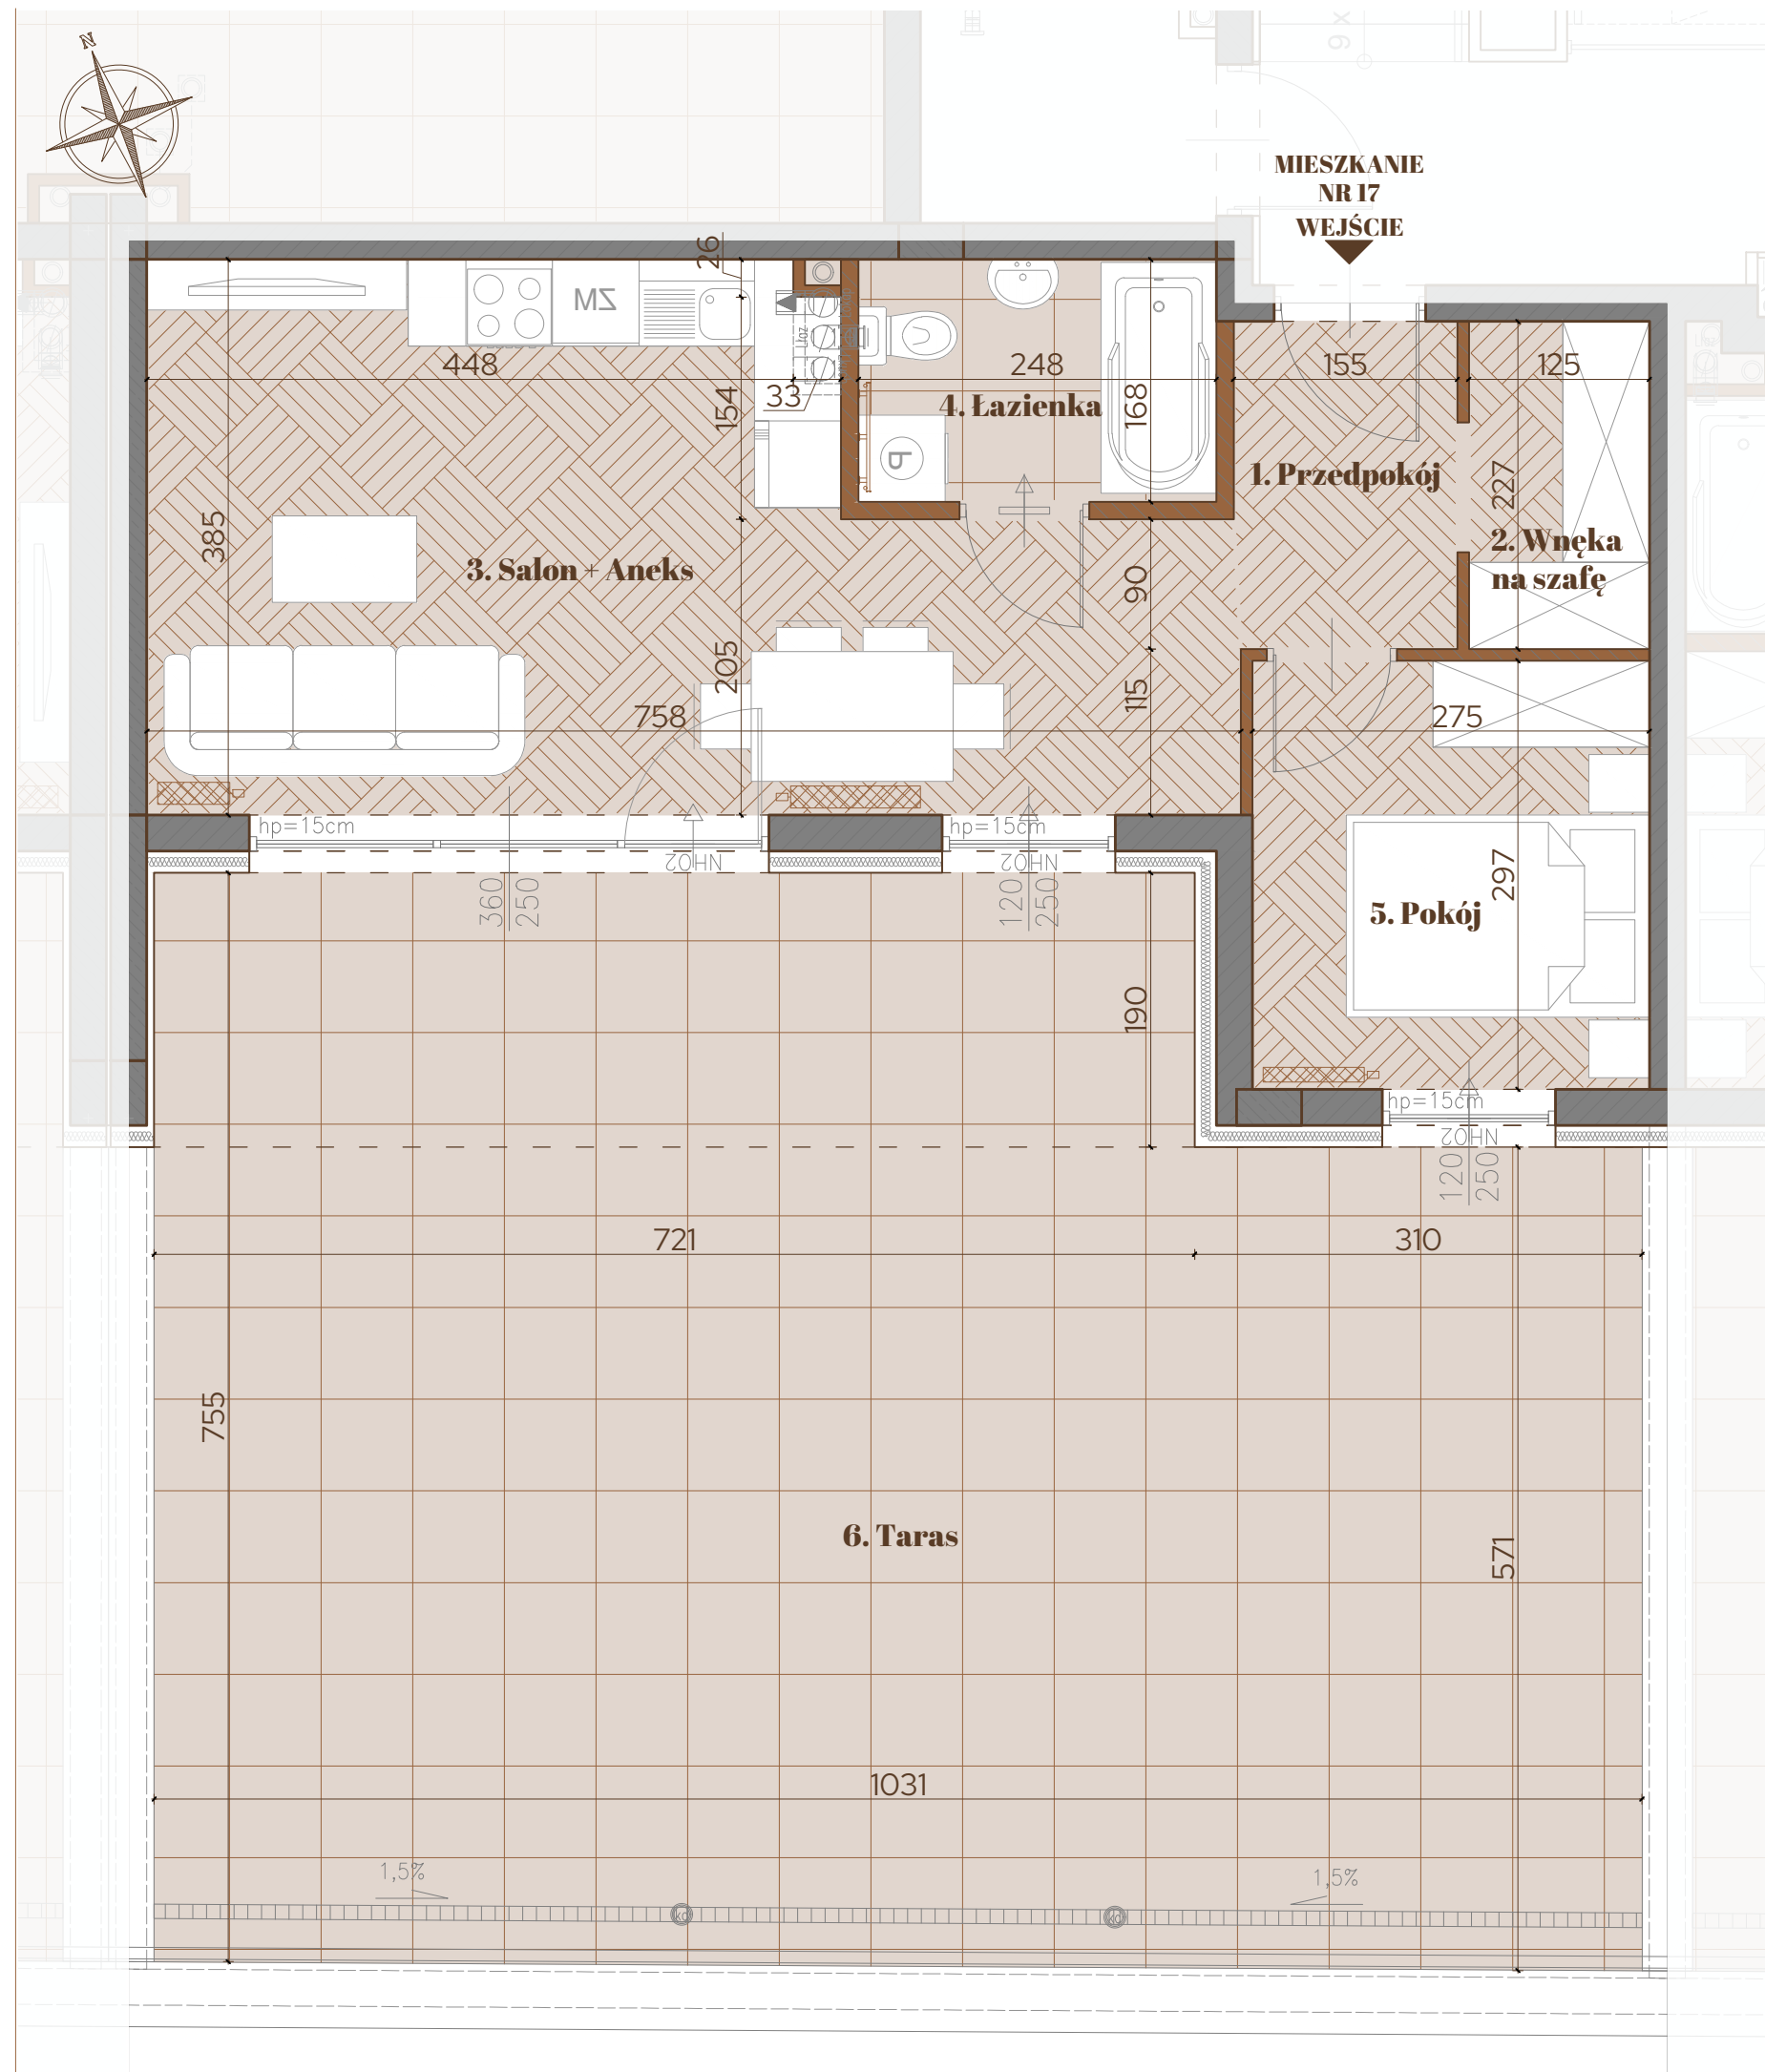 N
9 x
MIESZKANIE
NR 17
WEJŚCIE
26
ZM
448
33
154
248
168
155
125
4. Łazienka
P
1. Przedpokój
227
2. Wnęka
na szafę
385
3. Salon + Aneks
90
205
115
758
275
hp=15cm
hp=15cm
NH02
NH02
360
250
120
250
297
5. Pokój
190
hp=15cm
NH02
120
250
721
310
755
6. Taras
571
1031
1,5%
1,5%